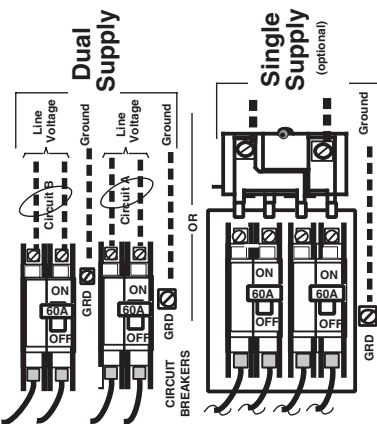 Dual
Supply
Line
Voltage
Ground
Line
Voltage
Ground
Circuit B
Circuit A
GRD
GRD
ON
60A
OFF
ON
60A
OFF
CIRCUIT
BREAKERS
OR
Single
Supply
(optional)
Ground
ON
60A
OFF
ON
60A
OFF
GRD